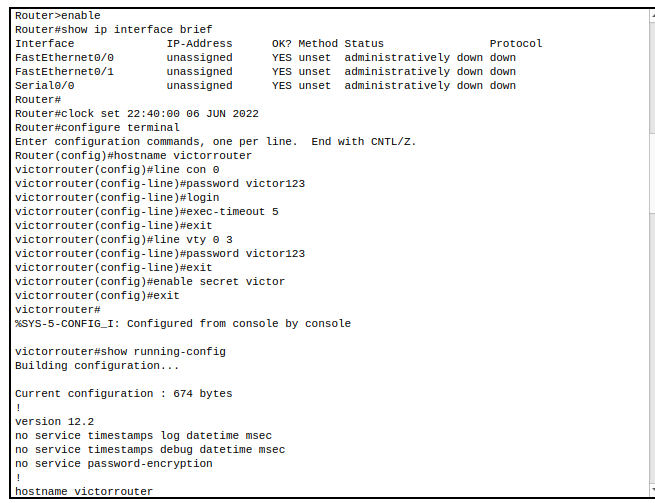 Router>enable
Router#show ip interface brief
Interface              IP-Address      OK? Method Status                Protocol
FastEthernet0/0        unassigned      YES unset  administratively down down
FastEthernet0/1        unassigned      YES unset  administratively down down
Serial0/0              unassigned      YES unset  administratively down down
Router#
Router#clock set 22:40:00 06 JUN 2022
Router#configure terminal
Enter configuration commands, one per line.  End with CNTL/Z.
Router(config)#hostname victorrouter
victorrouter(config)#line con 0
victorrouter(config-line)#password victor123
victorrouter(config-line)#login
victorrouter(config-line)#exec-timeout 5
victorrouter(config-line)#exit
victorrouter(config)#line vty 0 3
victorrouter(config-line)#password victor123
victorrouter(config-line)#exit
victorrouter(config)#enable secret victor
victorrouter(config)#exit
victorrouter#
%SYS-5-CONFIG_I: Configured from console by console

victorrouter#show running-config
Building configuration...

Current configuration : 674 bytes
!
version 12.2
no service timestamps log datetime msec
no service timestamps debug datetime msec
no service password-encryption
!
hostname victorrouter